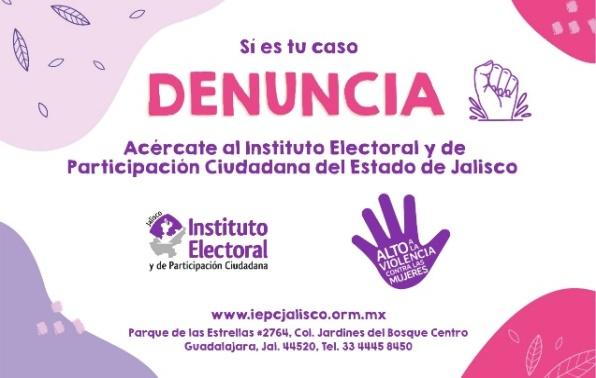 Si es tu caso
DENUNCIA
Acércate al Instituto Electoral y de
Participación Ciudadana del Estado de Jalisco
Jalisco
Instituto
Electoral
y de Participación Ciudadana
ALTO
A LA
VIOLENCIA
CONTRA LAS
MUJERES
www.iepcjalisco.orm.mx
Parque de las Estrellas #2764, Col. Jardines del Bosque Centro
Guadalajara, Jal. 44520, Tel. 33 4445 8450